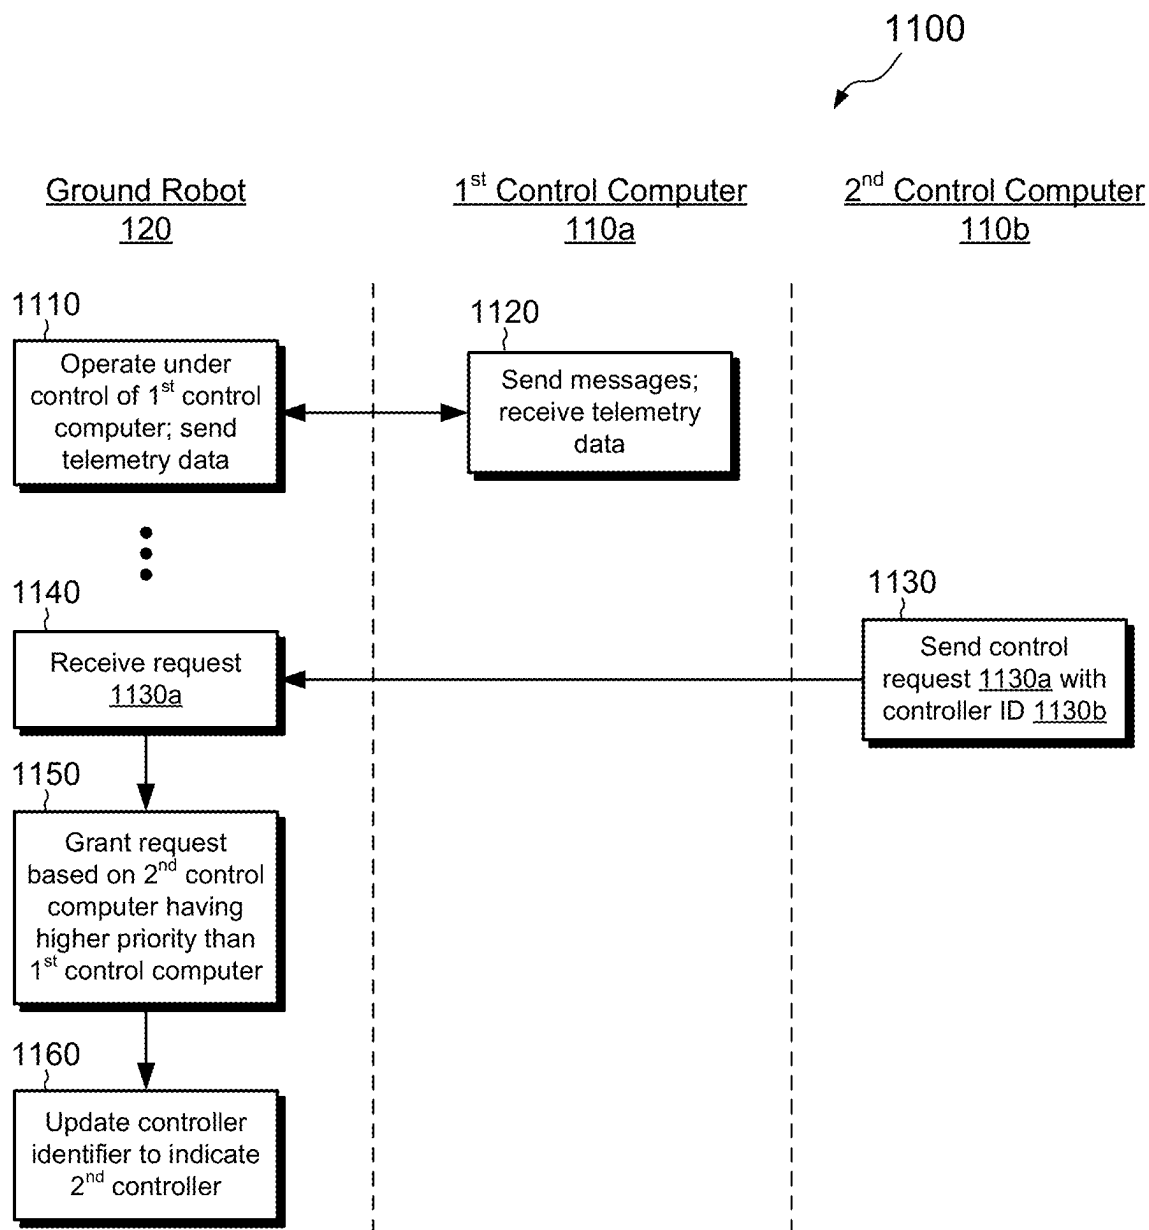 1100
Ground Robot
120
1st Control Computer
110a
2nd Control Computer
110b
1110
Operate under
control of 1st control
computer; send
telemetry data
1120
Send messages;
receive telemetry
data
1130
Send control
request 1130a with
controller ID 1130b
1140
Receive request
1130a
1150
Grant request
based on 2nd control
computer having
higher priority than
1st control computer
1160
Update controller
identifier to indicate
2nd controller